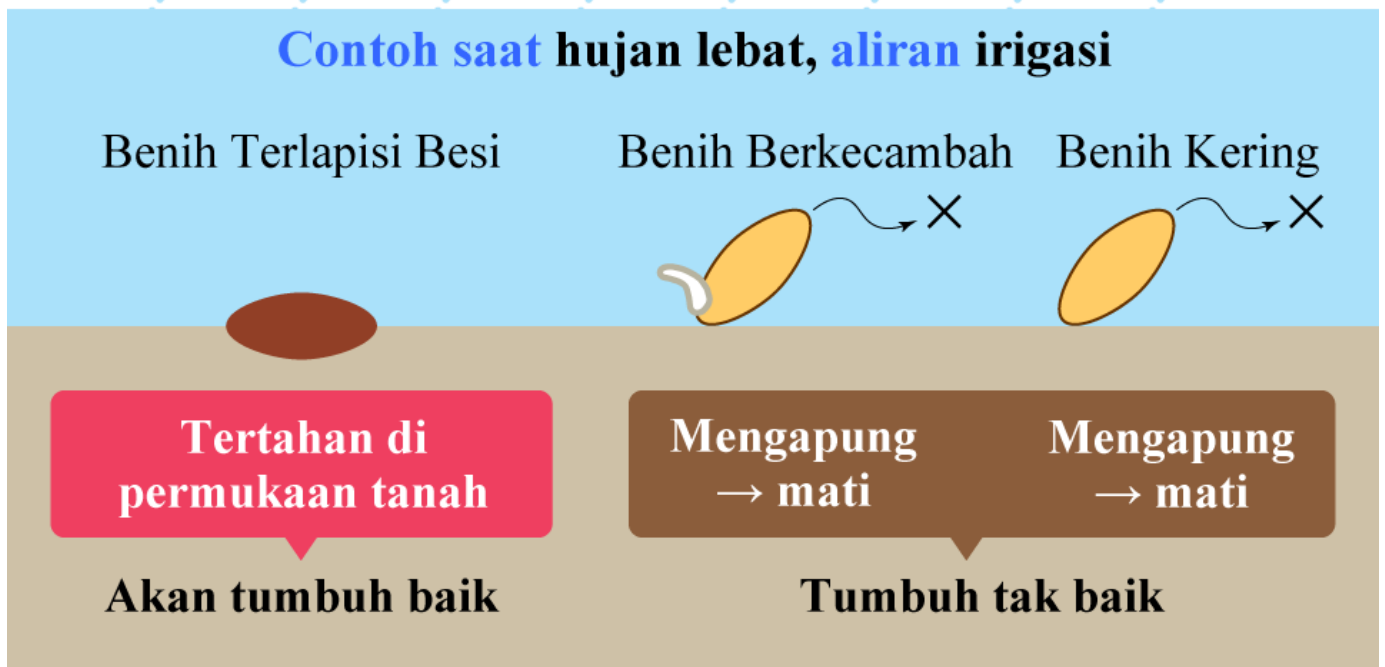 Contoh saat hujan lebat, aliran irigasi
Benih Terlapisi Besi
Benih Berkecambah
Benih Kering
Tertahan di
permukaan tanah
Mengapung
→ mati
Mengapung
→ mati
Akan tumbuh baik
Tumbuh tak baik